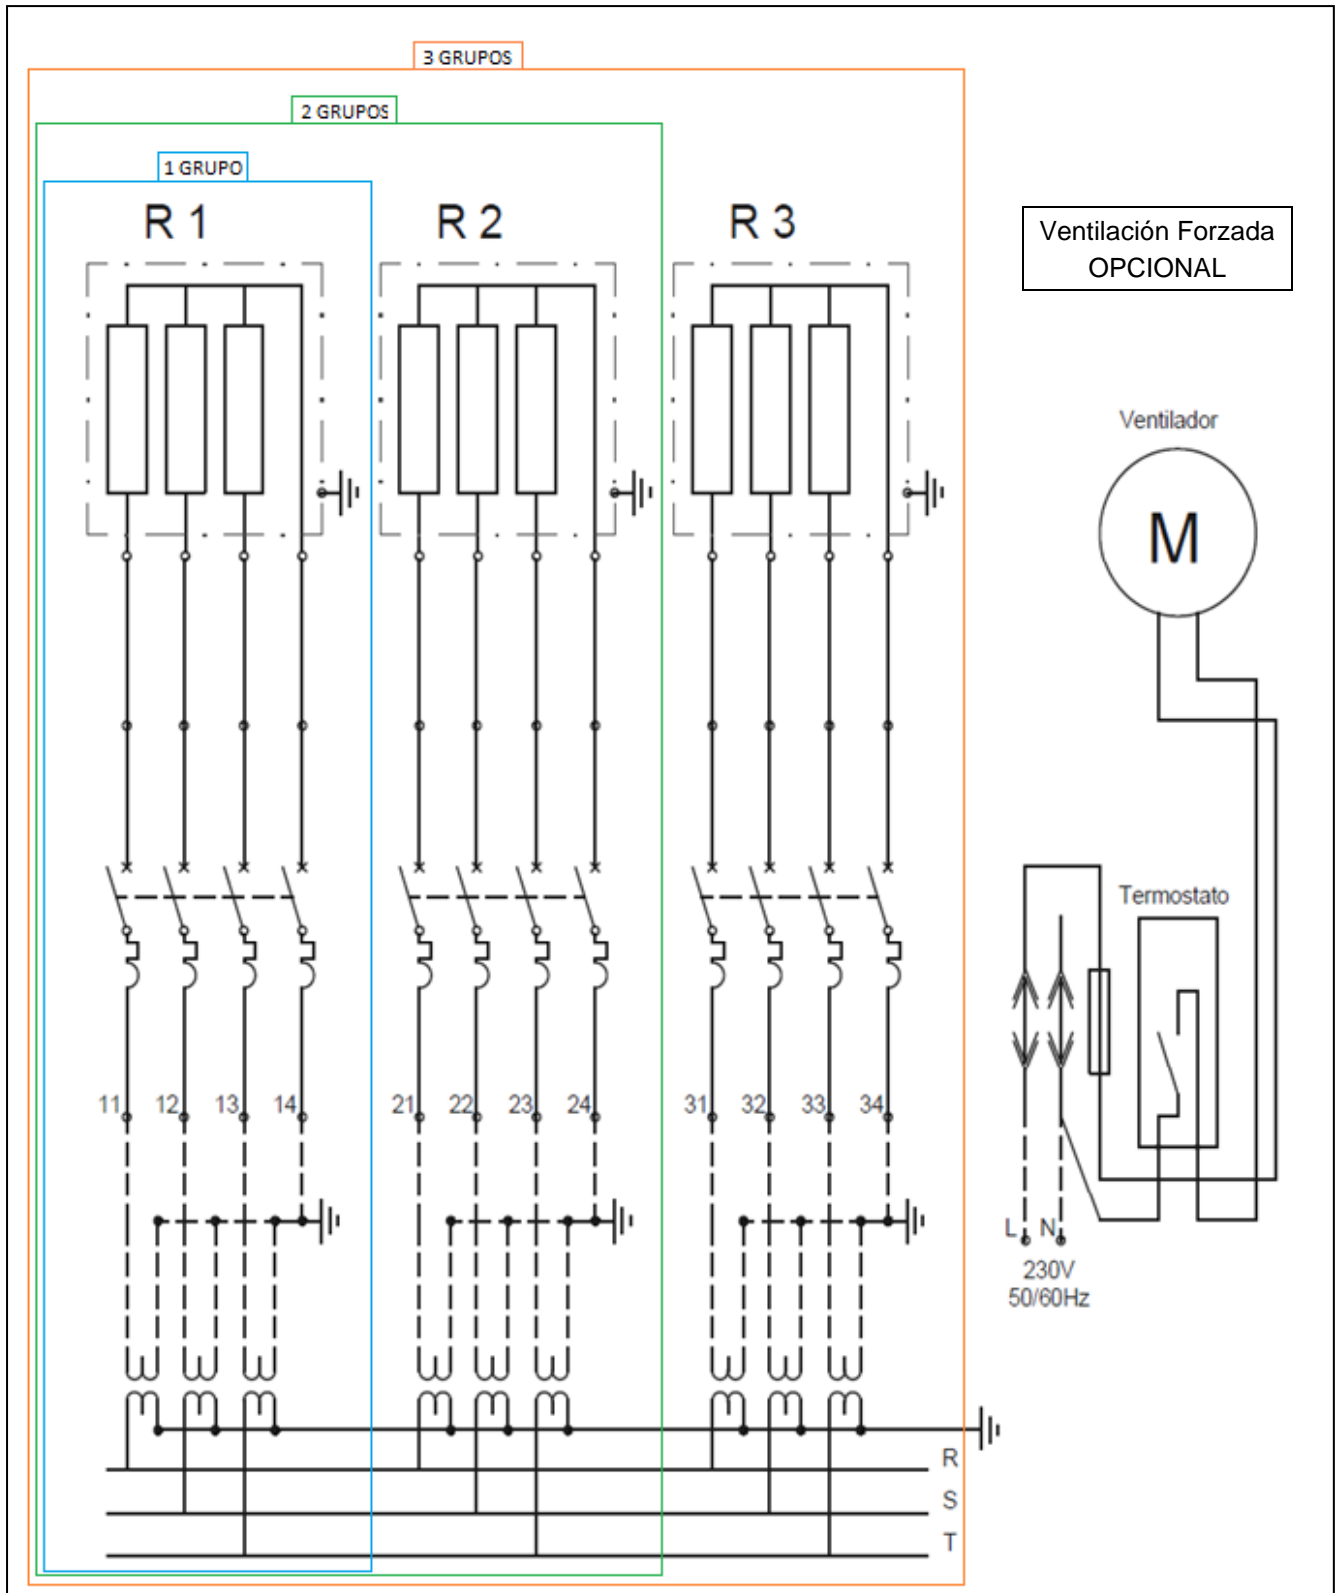 3 GRUPOS
2 GRUPOS
1 GRUPO
R 1
R 2
R 3
Ventilación Forzada
OPCIONAL
Ventilador
M
Termostato
11 12 13 14 21 22 23 24 31 32 33 34
L N
230V
50/60Hz
R
S
T